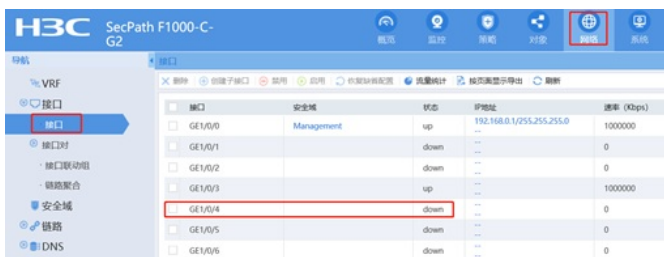 H3C SecPath F1000-C-G2
概览 监控 策略 对象 网络 系统
导航
VRF
接口
接口
接口对
接口联动组
链路聚合
安全域
链路
DNS
接口
删除 创建子接口 禁用 启用 恢复缺省配置 流量统计 按页面显示导出 刷新
接口 安全域 状态 IP地址 速率 (Kbps)
GE1/0/0 Management up 192.168.0.1/255.255.255.0 -- 1000000
GE1/0/1 down -- -- 0
GE1/0/2 down -- -- 0
GE1/0/3 up -- -- 1000000
GE1/0/4 down -- -- 0
GE1/0/5 down -- -- 0
GE1/0/6 down -- 0